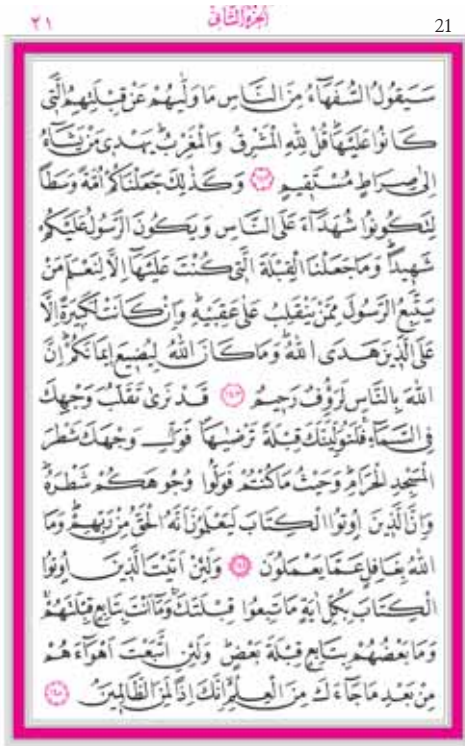 ٢١ الجزء الثاني 21
سَيَقُولُ السُّفَهَاءُ مِنَ النَّاسِ مَا وَلّٰيهُمْ عَنْ قِبْلَتِهِمُ الَّتٖى
كَانُوا عَلَيْهَا قُلْ لِلّٰهِ الْمَشْرِقُ وَالْمَغْرِبُ يَهْدٖى مَنْ يَشَاءُ
اِلٰى صِرَاطٍ مُسْتَقٖيمٍ ١٤٢ وَكَذٰلِكَ جَعَلْنَاكُمْ اُمَّةً وَسَطًا
لِتَكُونُوا شُهَدَاءَ عَلَى النَّاسِ وَيَكُونَ الرَّسُولُ عَلَيْكُمْ
شَهٖيدًا وَمَا جَعَلْنَا الْقِبْلَةَ الَّتٖى كُنْتَ عَلَيْهَا اِلَّا لِنَعْلَمَ مَنْ
يَتَّبِعُ الرَّسُولَ مِمَّنْ يَنْقَلِبُ عَلٰى عَقِبَيْهِ وَاِنْ كَانَتْ لَكَبٖيرَةً اِلَّا
عَلَى الَّذٖينَ هَدَى اللّٰهُ وَمَا كَانَ اللّٰهُ لِيُضٖيعَ اٖيمَانَكُمْ اِنَّ
اللّٰهَ بِالنَّاسِ لَرَؤُفٌ رَحٖيمٌ ١٤٣ قَدْ نَرٰى تَقَلُّبَ وَجْهِكَ
فِى السَّمَاءِ فَلَنُوَلِّيَنَّكَ قِبْلَةً تَرْضٰيهَا فَوَلِّ وَجْهَكَ شَطْرَ
الْمَسْجِدِ الْحَرَامِ وَحَيْثُ مَا كُنْتُمْ فَوَلُّوا وُجُوهَكُمْ شَطْرَهُ
وَاِنَّ الَّذٖينَ اُوتُوا الْكِتَابَ لَيَعْلَمُونَ اَنَّهُ الْحَقُّ مِنْ رَبِّهِمْ وَمَا
اللّٰهُ بِغَافِلٍ عَمَّا يَعْمَلُونَ ١٤٤ وَلَئِنْ اَتَيْتَ الَّذٖينَ اُوتُوا
الْكِتَابَ بِكُلِّ اٰيَةٍ مَا تَبِعُوا قِبْلَتَكَ وَمَا اَنْتَ بِتَابِعٍ قِبْلَتَهُمْ
وَمَا بَعْضُهُمْ بِتَابِعٍ قِبْلَةَ بَعْضٍ وَلَئِنِ اتَّبَعْتَ اَهْوَاءَهُمْ
مِنْ بَعْدِ مَا جَاءَكَ مِنَ الْعِلْمِ اِنَّكَ اِذًا لَمِنَ الظَّالِمٖينَ ١٤٥